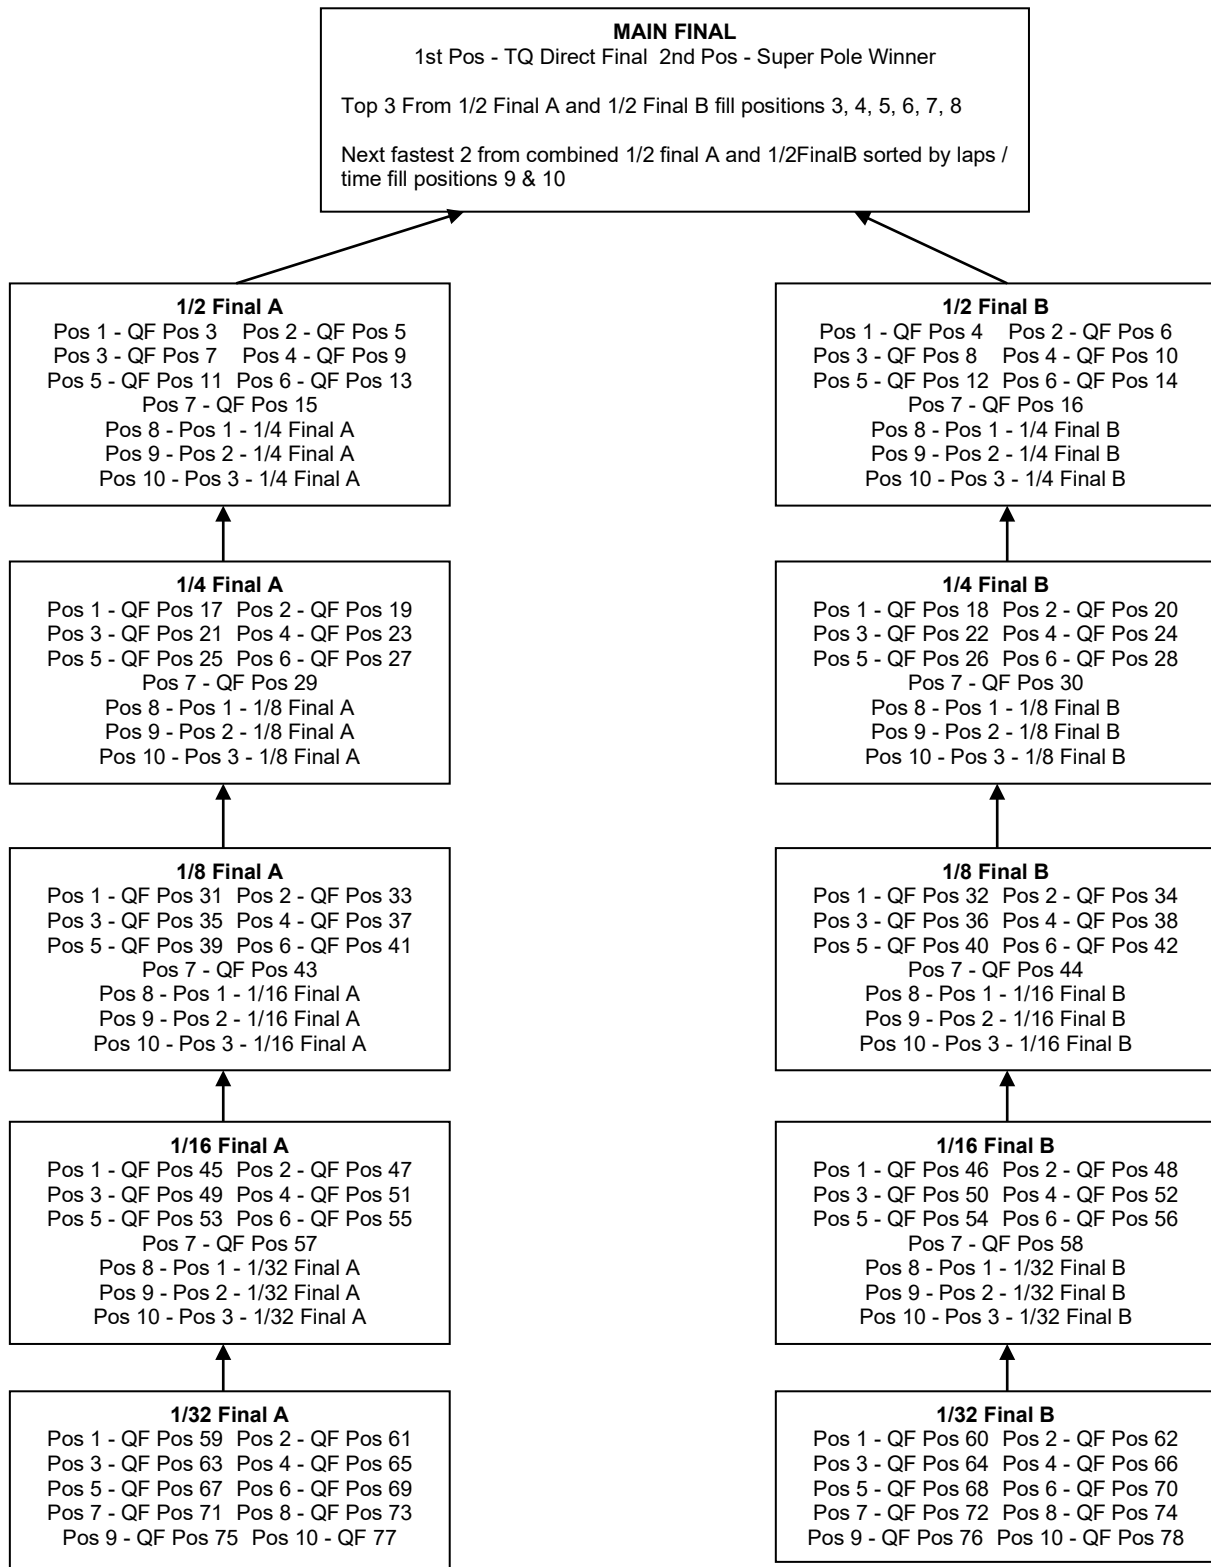 MAIN FINAL
1st Pos - TQ Direct Final 2nd Pos - Super Pole Winner
Top 3 From 1/2 Final A and 1/2 Final B fill positions 3, 4, 5, 6, 7, 8
Next fastest 2 from combined 1/2 final A and 1/2FinalB sorted by laps /
time fill positions 9 & 10
1/2 Final A
Pos 1 - QF Pos 3 Pos 2 - QF Pos 5
Pos 3 - QF Pos 7 Pos 4 - QF Pos 9
Pos 5 - QF Pos 11 Pos 6 - QF Pos 13
Pos 7 - QF Pos 15
Pos 8 - Pos 1 - 1/4 Final A
Pos 9 - Pos 2 - 1/4 Final A
Pos 10 - Pos 3 - 1/4 Final A
1/2 Final B
Pos 1 - QF Pos 4 Pos 2 - QF Pos 6
Pos 3 - QF Pos 8 Pos 4 - QF Pos 10
Pos 5 - QF Pos 12 Pos 6 - QF Pos 14
Pos 7 - QF Pos 16
Pos 8 - Pos 1 - 1/4 Final B
Pos 9 - Pos 2 - 1/4 Final B
Pos 10 - Pos 3 - 1/4 Final B
1/4 Final A
Pos 1 - QF Pos 17 Pos 2 - QF Pos 19
Pos 3 - QF Pos 21 Pos 4 - QF Pos 23
Pos 5 - QF Pos 25 Pos 6 - QF Pos 27
Pos 7 - QF Pos 29
Pos 8 - Pos 1 - 1/8 Final A
Pos 9 - Pos 2 - 1/8 Final A
Pos 10 - Pos 3 - 1/8 Final A
1/4 Final B
Pos 1 - QF Pos 18 Pos 2 - QF Pos 20
Pos 3 - QF Pos 22 Pos 4 - QF Pos 24
Pos 5 - QF Pos 26 Pos 6 - QF Pos 28
Pos 7 - QF Pos 30
Pos 8 - Pos 1 - 1/8 Final B
Pos 9 - Pos 2 - 1/8 Final B
Pos 10 - Pos 3 - 1/8 Final B
1/8 Final A
Pos 1 - QF Pos 31 Pos 2 - QF Pos 33
Pos 3 - QF Pos 35 Pos 4 - QF Pos 37
Pos 5 - QF Pos 39 Pos 6 - QF Pos 41
Pos 7 - QF Pos 43
Pos 8 - Pos 1 - 1/16 Final A
Pos 9 - Pos 2 - 1/16 Final A
Pos 10 - Pos 3 - 1/16 Final A
1/8 Final B
Pos 1 - QF Pos 32 Pos 2 - QF Pos 34
Pos 3 - QF Pos 36 Pos 4 - QF Pos 38
Pos 5 - QF Pos 40 Pos 6 - QF Pos 42
Pos 7 - QF Pos 44
Pos 8 - Pos 1 - 1/16 Final B
Pos 9 - Pos 2 - 1/16 Final B
Pos 10 - Pos 3 - 1/16 Final B
1/16 Final A
Pos 1 - QF Pos 45 Pos 2 - QF Pos 47
Pos 3 - QF Pos 49 Pos 4 - QF Pos 51
Pos 5 - QF Pos 53 Pos 6 - QF Pos 55
Pos 7 - QF Pos 57
Pos 8 - Pos 1 - 1/32 Final A
Pos 9 - Pos 2 - 1/32 Final A
Pos 10 - Pos 3 - 1/32 Final A
1/16 Final B
Pos 1 - QF Pos 46 Pos 2 - QF Pos 48
Pos 3 - QF Pos 50 Pos 4 - QF Pos 52
Pos 5 - QF Pos 54 Pos 6 - QF Pos 56
Pos 7 - QF Pos 58
Pos 8 - Pos 1 - 1/32 Final B
Pos 9 - Pos 2 - 1/32 Final B
Pos 10 - Pos 3 - 1/32 Final B
1/32 Final A
Pos 1 - QF Pos 59 Pos 2 - QF Pos 61
Pos 3 - QF Pos 63 Pos 4 - QF Pos 65
Pos 5 - QF Pos 67 Pos 6 - QF Pos 69
Pos 7 - QF Pos 71 Pos 8 - QF Pos 73
Pos 9 - QF Pos 75 Pos 10 - QF 77
1/32 Final B
Pos 1 - QF Pos 60 Pos 2 - QF Pos 62
Pos 3 - QF Pos 64 Pos 4 - QF Pos 66
Pos 5 - QF Pos 68 Pos 6 - QF Pos 70
Pos 7 - QF Pos 72 Pos 8 - QF Pos 74
Pos 9 - QF Pos 76 Pos 10 - QF Pos 78